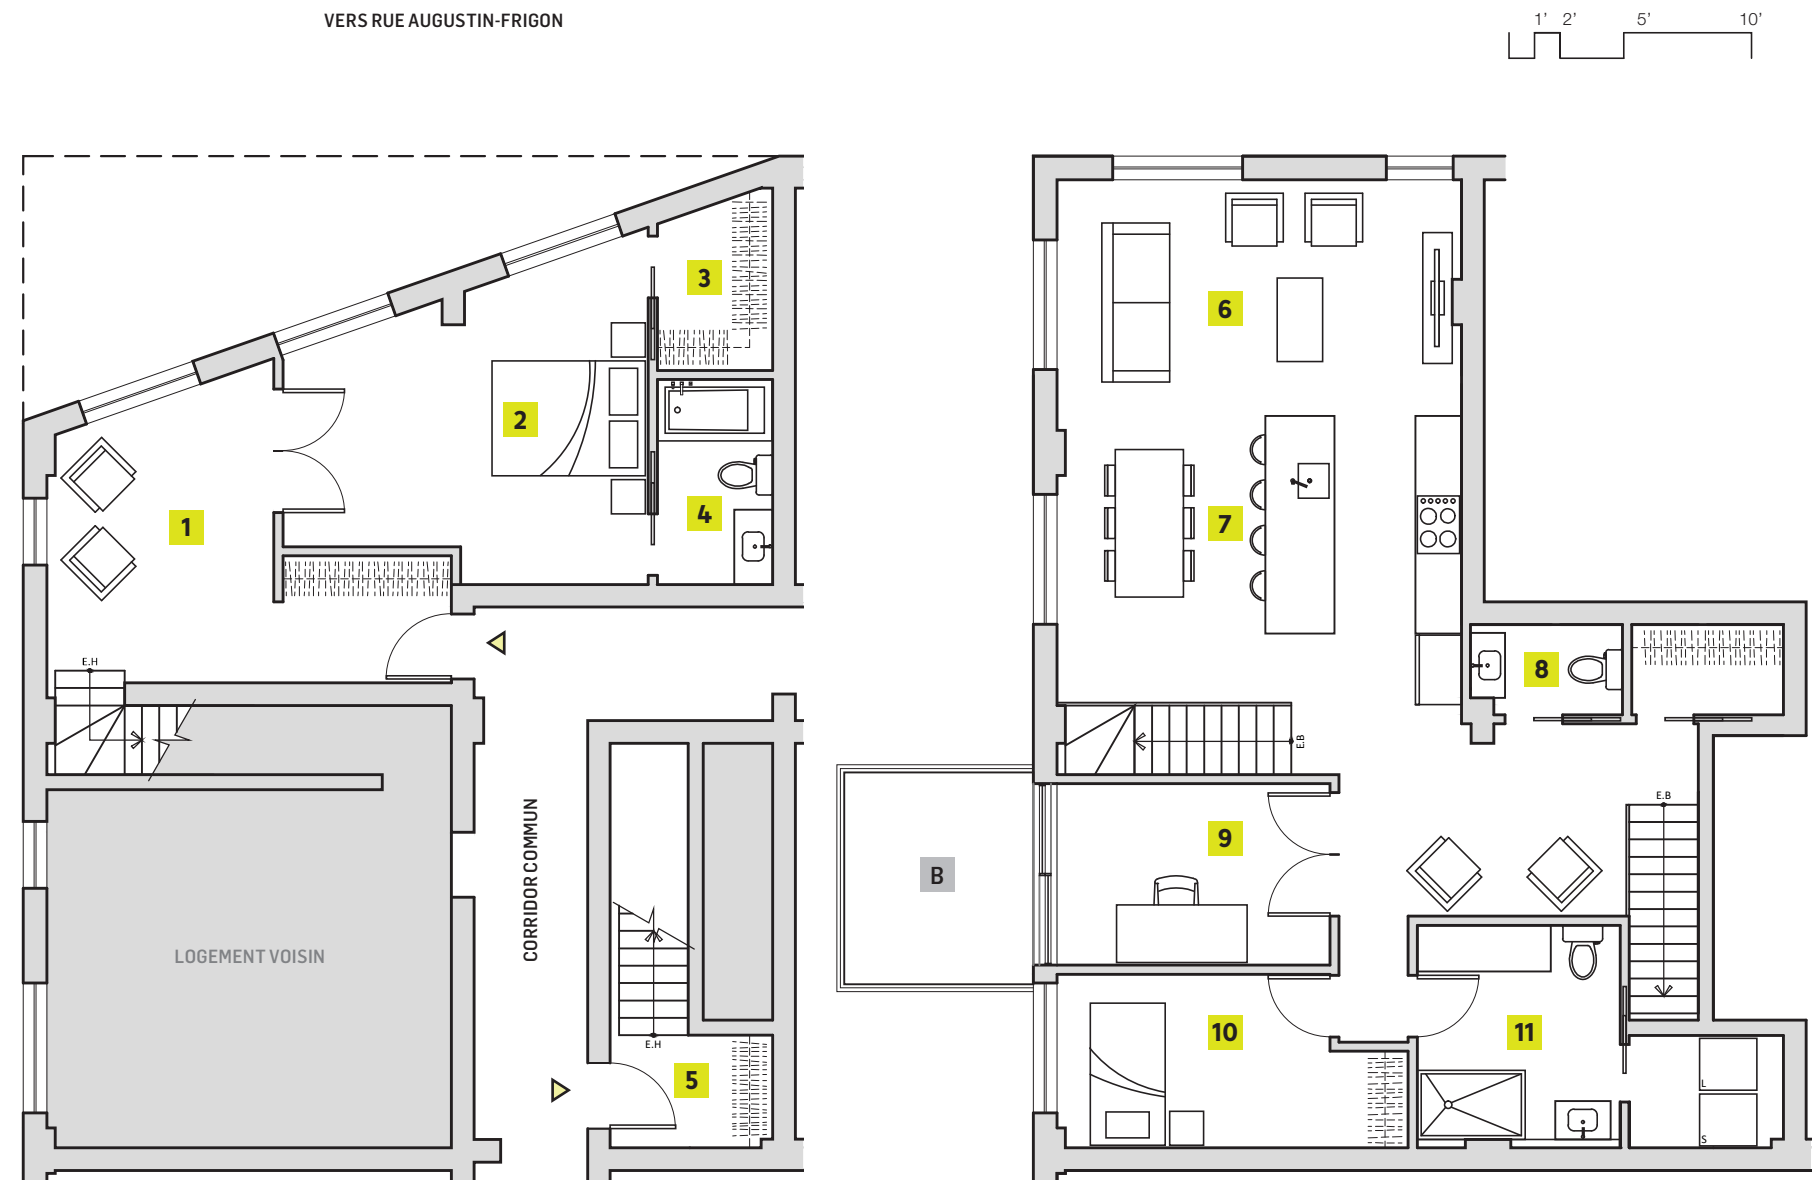 VERS RUE AUGUSTIN-FRIGON
1' 2' 5' 10'
3
6
2
4
1
7
E.H
8
E.B
E.B
9
B
CORRIDOR COMMUN
LOGEMENT VOISIN
10
11
E.H
5
L
S